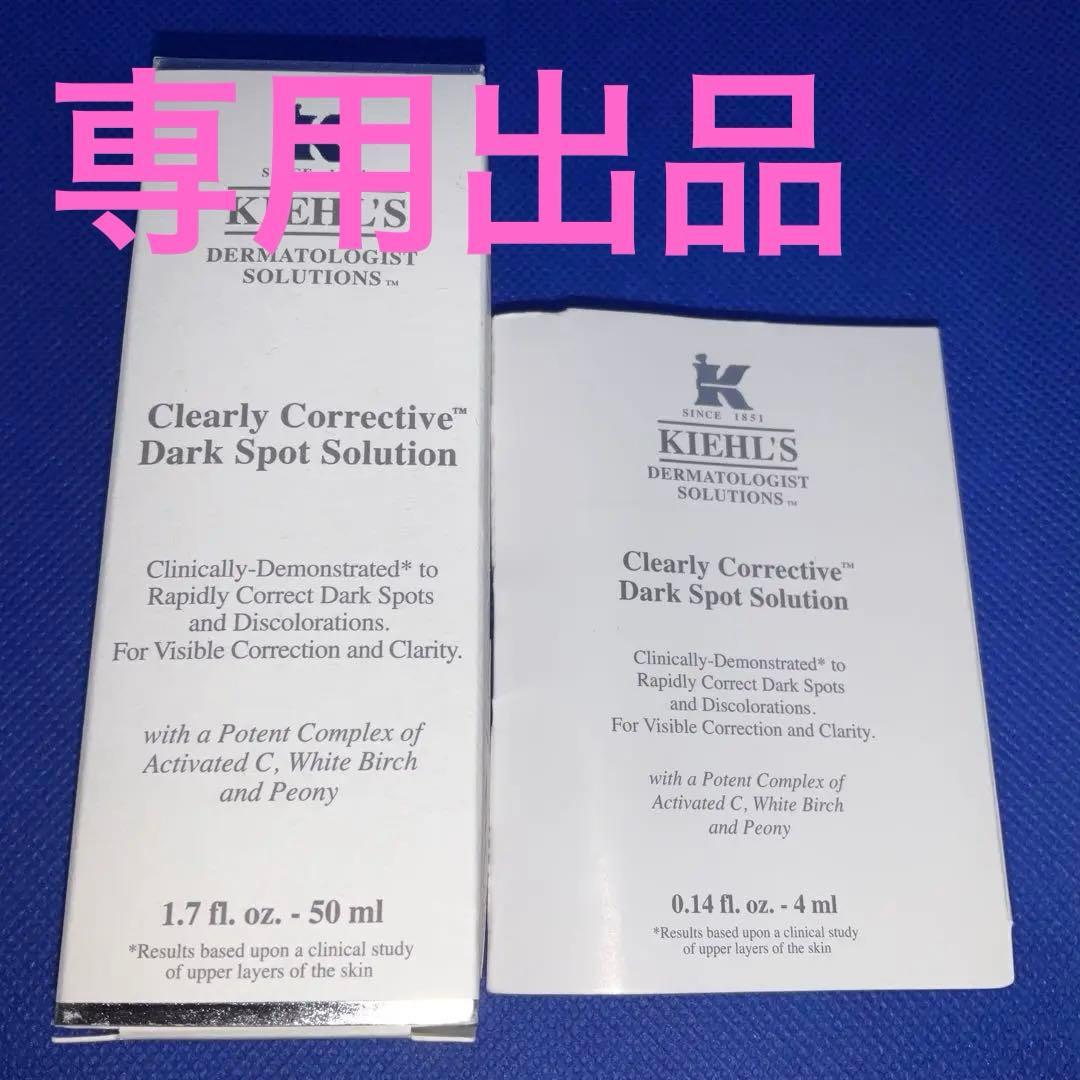 専用出品
KIEHL'S
DERMATOLOGIST
SOLUTIONS™
Clearly Corrective™
Dark Spot Solution
Clinically-Demonstrated* to
Rapidly Correct Dark Spots
and Discolorations.
For Visible Correction and Clarity.
with a Potent Complex of
Activated C, White Birch
and Peony
1.7 fl. oz. - 50 ml
*Results based upon a clinical study
of upper layers of the skin
K
SINCE 1851
KIEHL'S
DERMATOLOGIST
SOLUTIONS™
Clearly Corrective™
Dark Spot Solution
Clinically-Demonstrated* to
Rapidly Correct Dark Spots
and Discolorations.
For Visible Correction and Clarity.
with a Potent Complex of
Activated C, White Birch
and Peony
0.14 fl. oz. - 4 ml
*Results based upon a clinical study
of upper layers of the skin